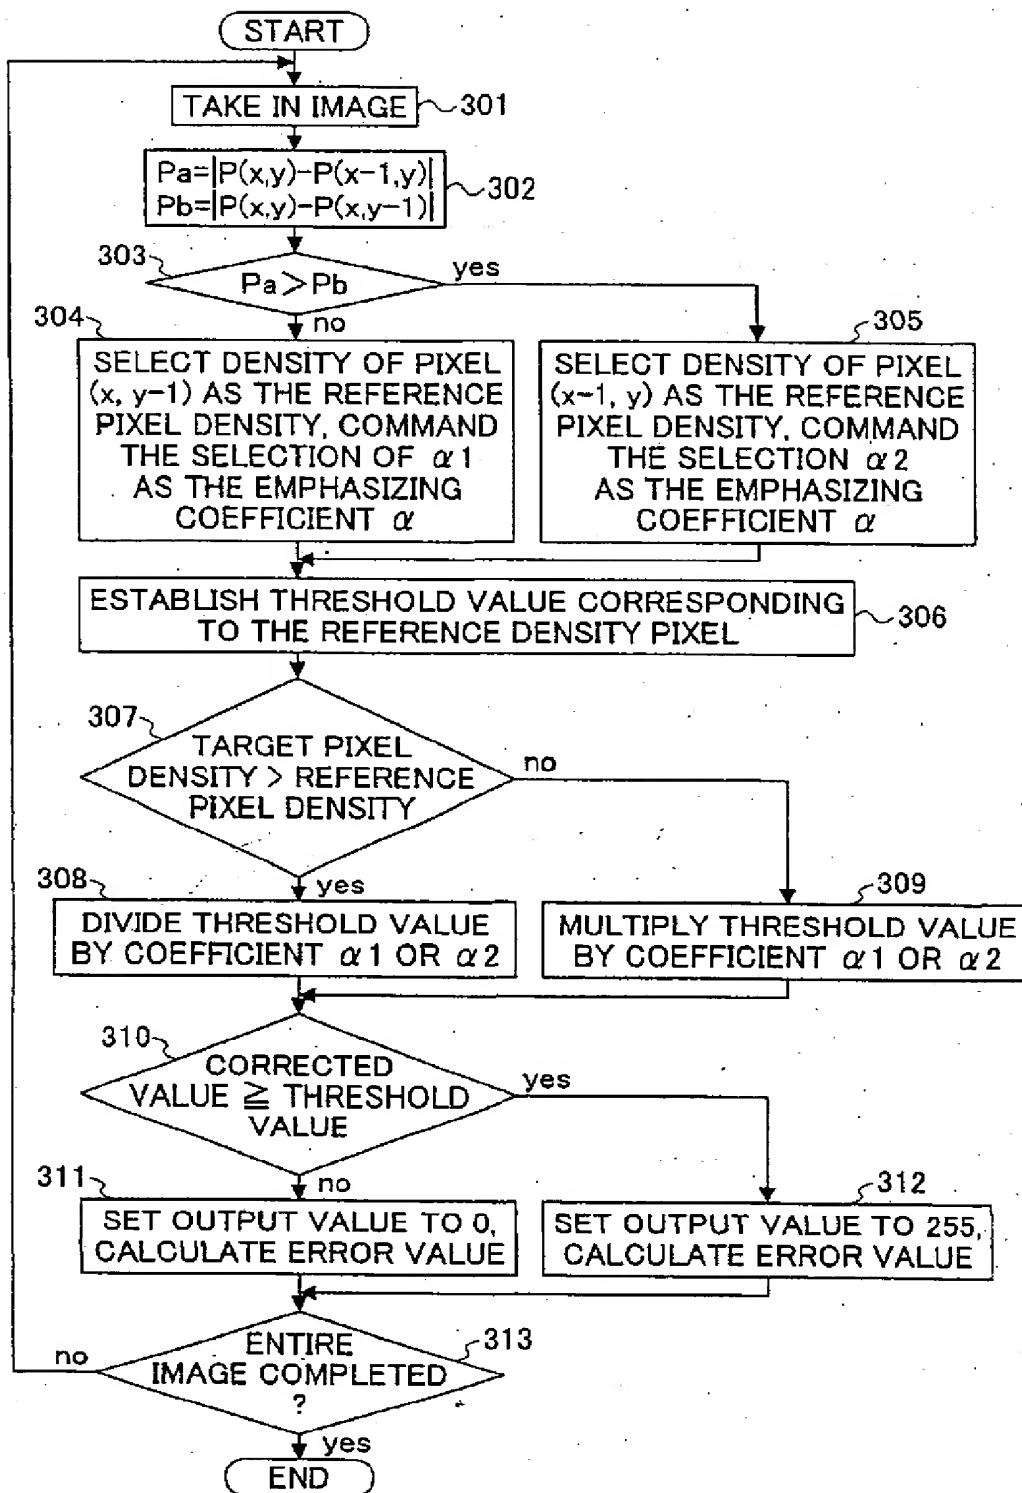 START
TAKE IN IMAGE
301
Pa=|P(x,y)-P(x-1,y)|
Pb=|P(x,y)-P(x,y-1)|
302
303
Pa>Pb
yes
no
304
SELECT DENSITY OF PIXEL
(x, y-1) AS THE REFERENCE
PIXEL DENSITY, COMMAND
THE SELECTION OF α1
AS THE EMPHASIZING
COEFFICIENT α
305
SELECT DENSITY OF PIXEL
(x-1, y) AS THE REFERENCE
PIXEL DENSITY, COMMAND
THE SELECTION α2
AS THE EMPHASIZING
COEFFICIENT α
ESTABLISH THRESHOLD VALUE CORRESPONDING
TO THE REFERENCE DENSITY PIXEL
306
307
TARGET PIXEL
DENSITY > REFERENCE
PIXEL DENSITY
no
yes
308
DIVIDE THRESHOLD VALUE
BY COEFFICIENT α1 OR α2
309
MULTIPLY THRESHOLD VALUE
BY COEFFICIENT α1 OR α2
310
CORRECTED
VALUE ≧ THRESHOLD
VALUE
yes
no
311
SET OUTPUT VALUE TO 0,
CALCULATE ERROR VALUE
312
SET OUTPUT VALUE TO 255,
CALCULATE ERROR VALUE
313
ENTIRE
IMAGE COMPLETED
?
no
yes
END